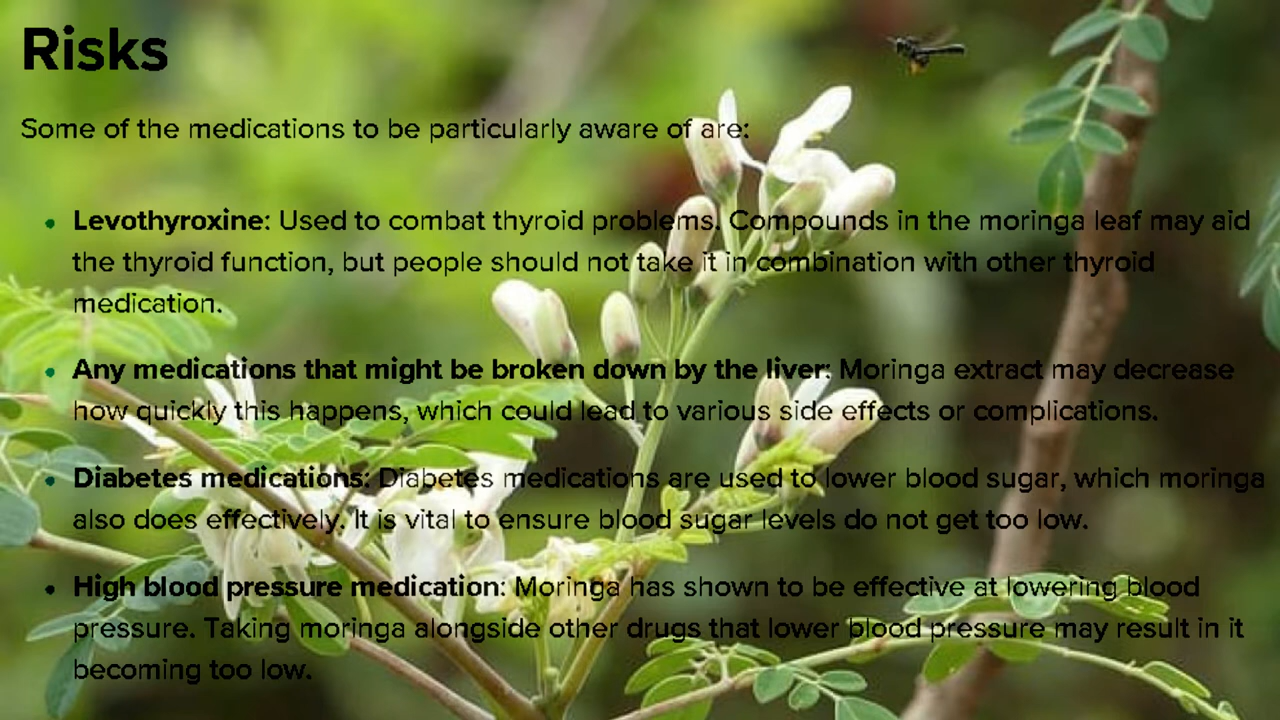 Risks
Some of the medications to be particularly aware of are:
• Levothyroxine: Used to combat thyroid problems. Compounds in the moringa leaf may aid
the thyroid function, but people should not take it in combination with other thyroid
medication.
• Any medications that might be broken down by the liver: Moringa extract may decrease
how quickly this happens, which could lead to various side effects or complications.
• Diabetes medications: Diabetes medications are used to lower blood sugar, which moringa
also does effectively. It is vital to ensure blood sugar levels do not get too low.
• High blood pressure medication: Moringa has shown to be effective at lowering blood
pressure. Taking moringa alongside other drugs that lower blood pressure may result in it
becoming too low.